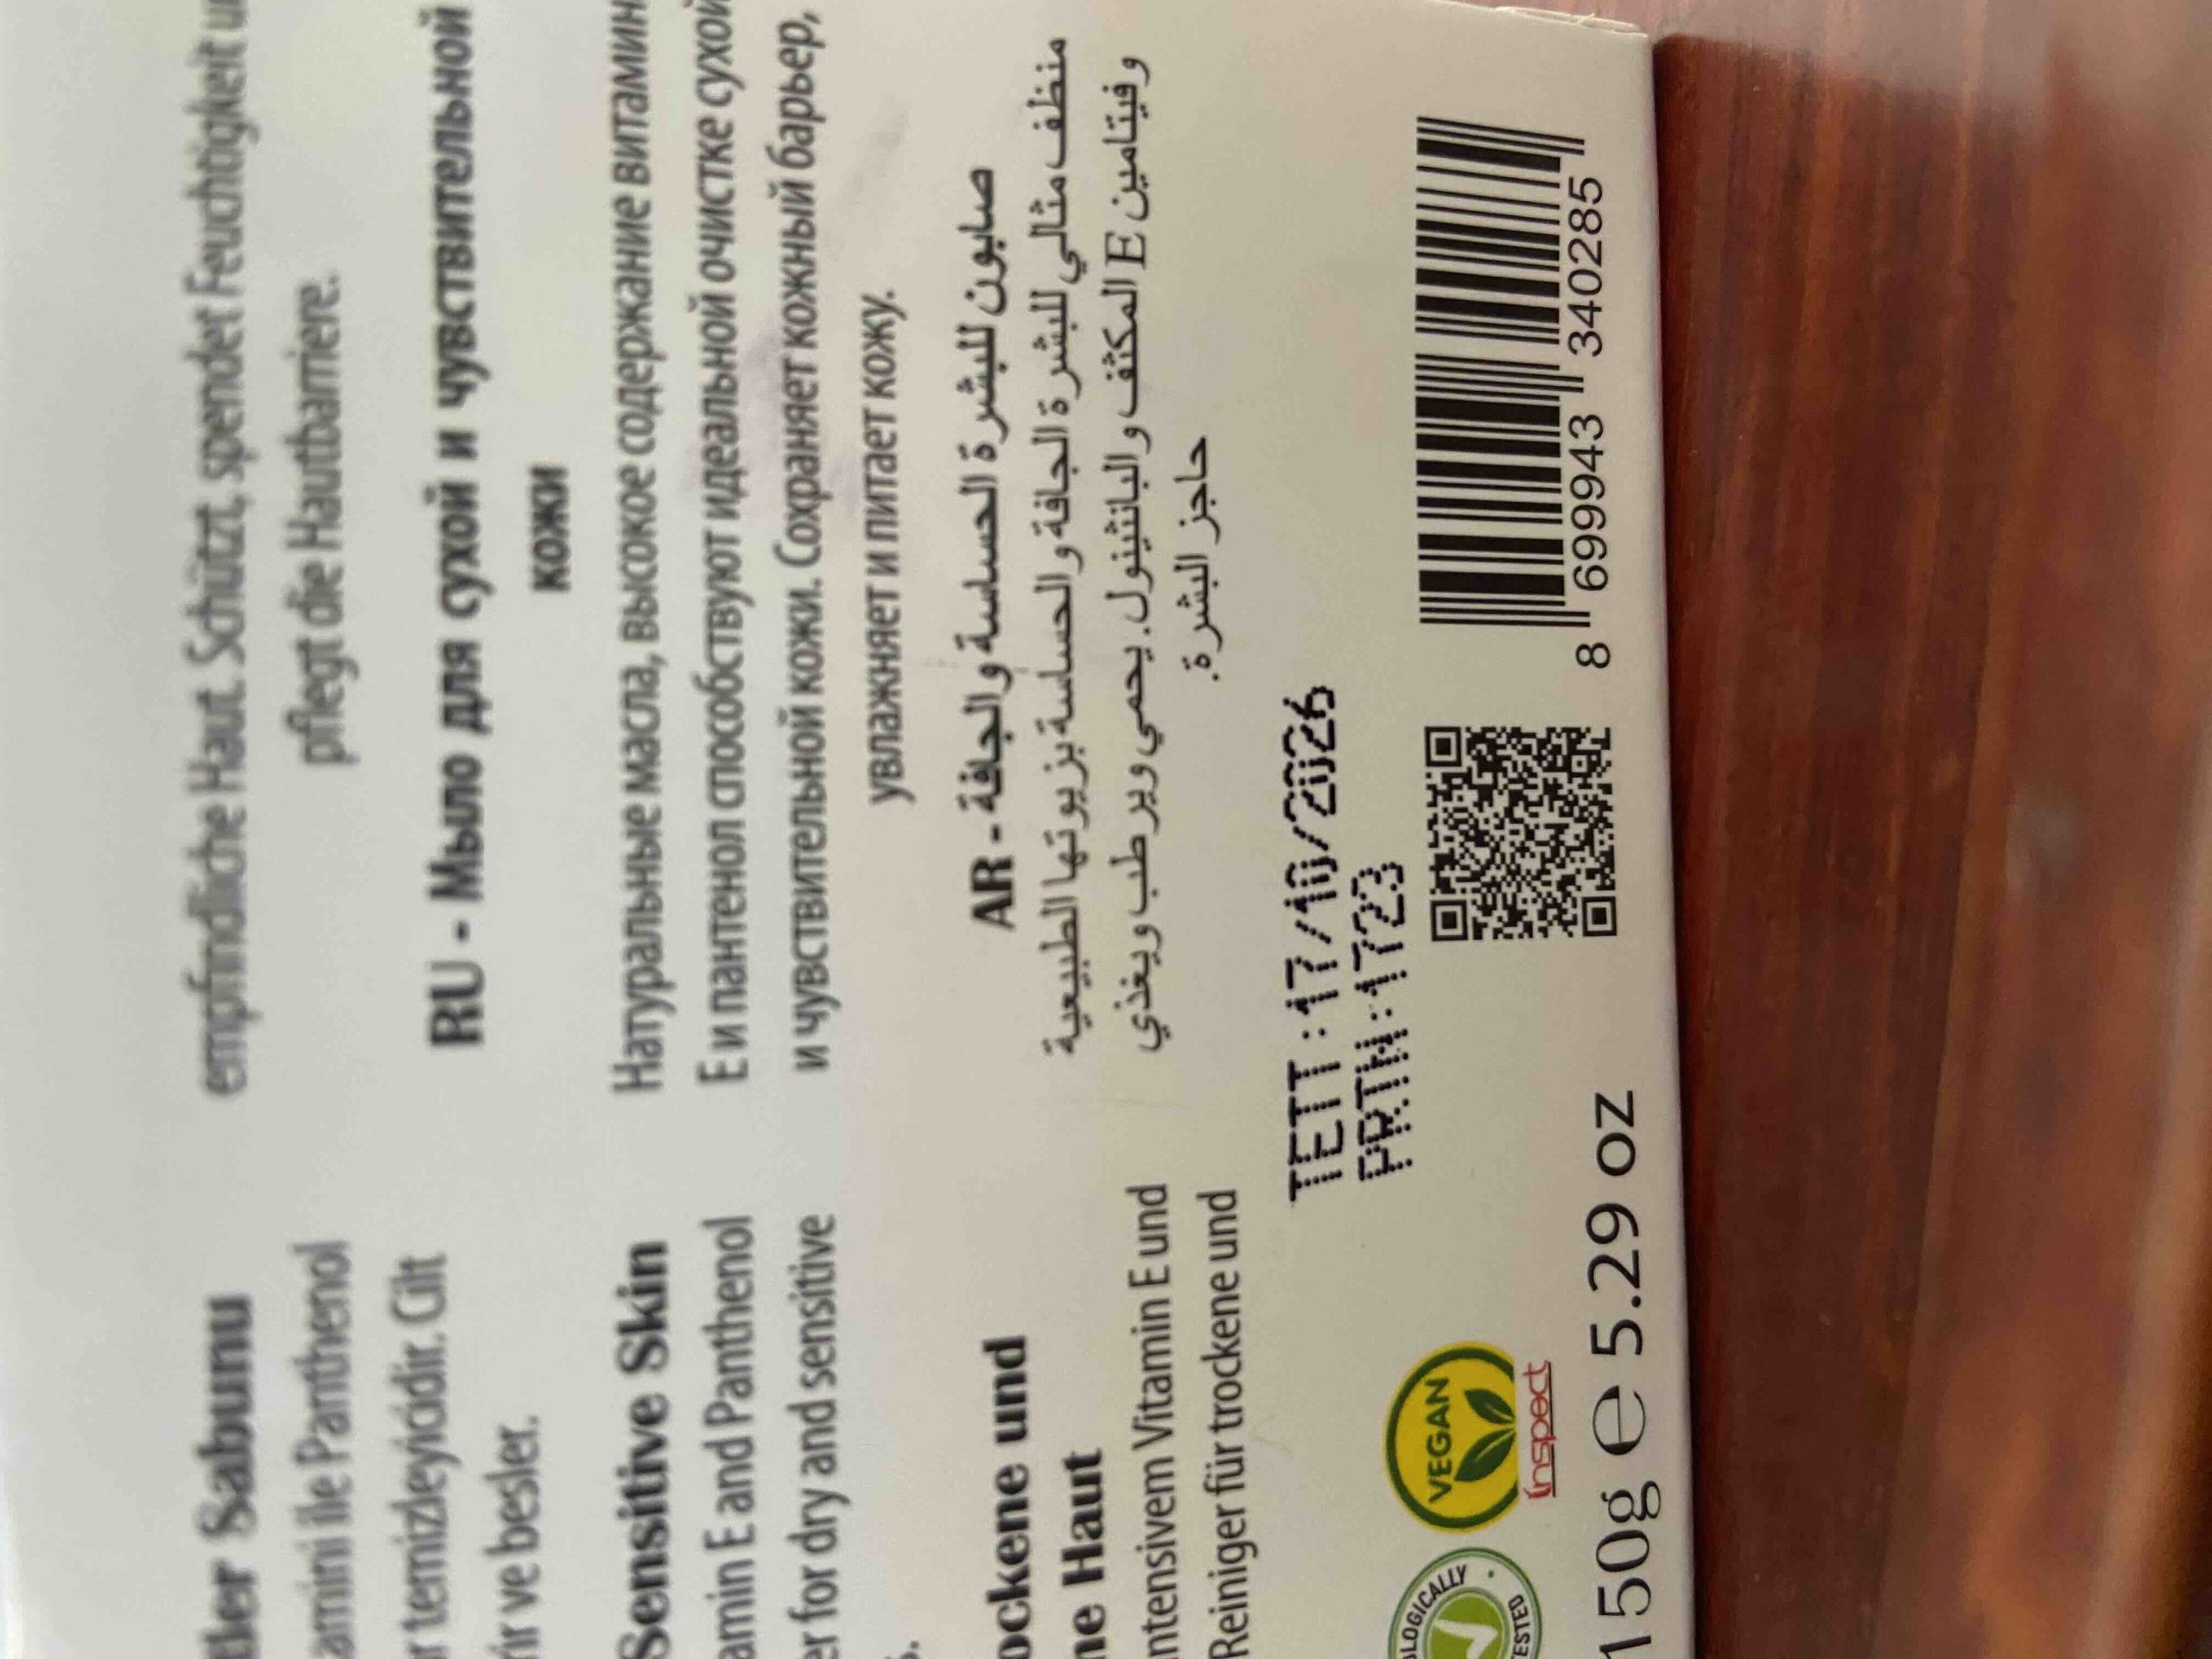 tler Sabunu
amini ile Panthenol
r temizleyicidir. Cilt
rir ve besler.
Sensitive Skin
amin E and Panthenol
er for dry and sensitive
s.
ockene und
ne Haut
ntensivem Vitamin E und
Reiniger für trockene und
empfindliche Haut. Schützt, spendet Feuchtigkeit u
pflegt die Hautbarriere.
RU - Мыло для сухой и чувствительной
кожи
Натуральные масла, высокое содержание витамин
Е и пантенол способствуют идеальной очистке сухой
и чувствительной кожи. Сохраняет кожный барьер,
увлажняет и питает кожу.
AR - صابون للبشرة الحساسة والجافة
منظف مثالي للبشرة الجافة والحساسة بزيوتها الطبيعية
وفيتامين E المكثف والبانثينول. يحمي ويرطب ويغذي
حاجز البشرة.
TETT:17/10/2026
PRTN:1723
OLOGICALLY
ESTED
VEGAN
inspect
150g e 5.29 oz
8 699943 340285